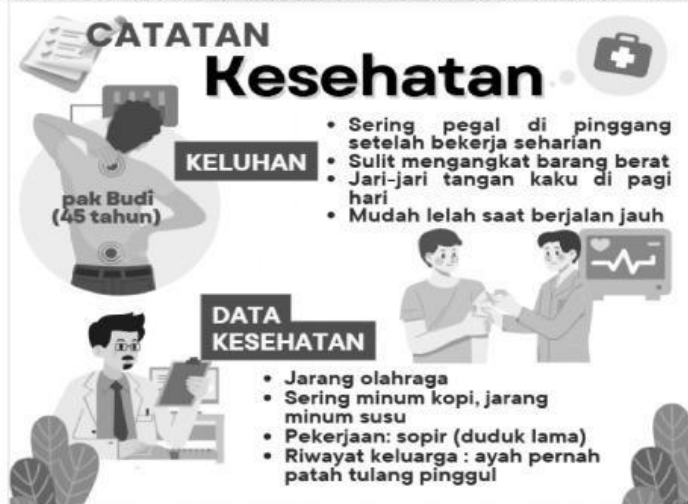 CATATAN
Kesehatan
pak Budi
(45 tahun)
KELUHAN
• Sering pegal di pinggang
setelah bekerja seharian
• Sulit mengangkat barang berat
• Jari-jari tangan kaku di pagi
hari
• Mudah lelah saat berjalan jauh
DATA
KESEHATAN
• Jarang olahraga
• Sering minum kopi, jarang
minum susu
• Pekerjaan: sopir (duduk lama)
• Riwayat keluarga : ayah pernah
patah tulang pinggul